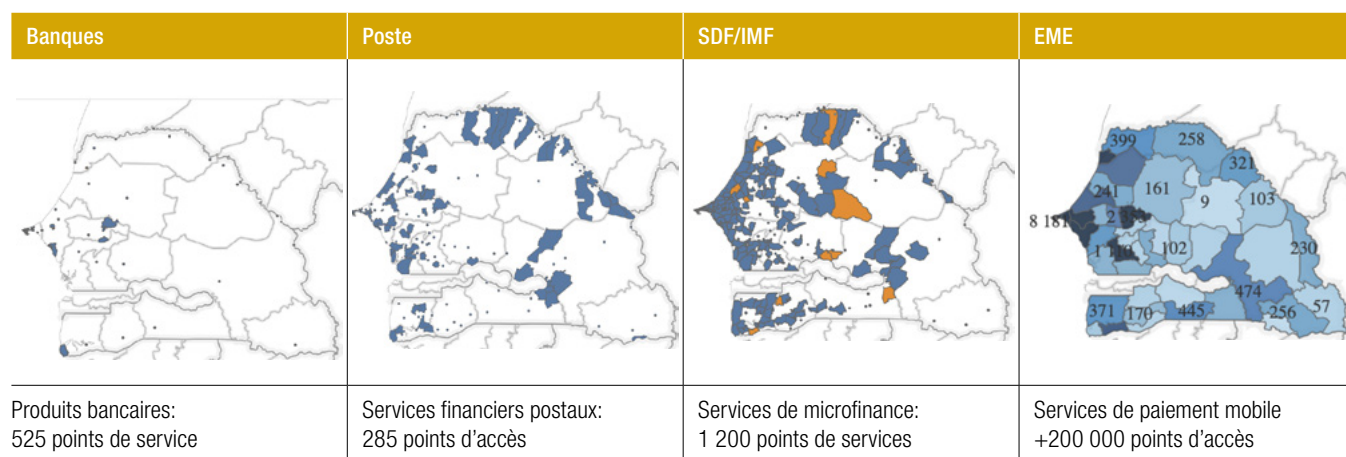 Banques
Poste
SDF/IMF
EME
399
258
321
241
161
9
103
8 181
2
1 110
102
230
474
371
170
445
256
57
Produits bancaires:
525 points de service
Services financiers postaux:
285 points d’accès
Services de microfinance:
1 200 points de services
Services de paiement mobile
+200 000 points d’accès